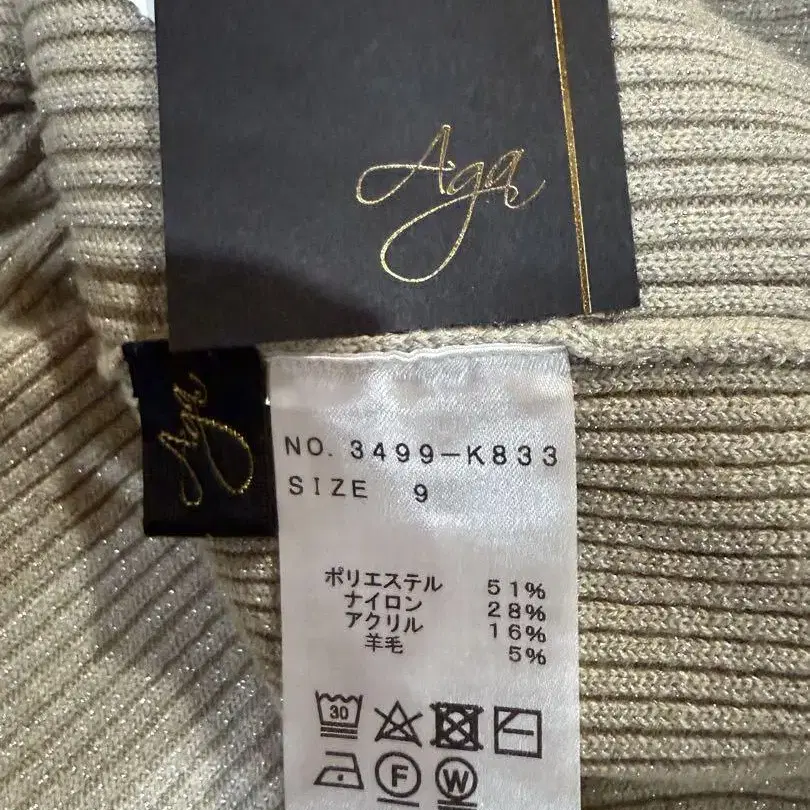 Aga
Aga
NO. 3499-K833
SIZE 9
ポリエステル 51%
ナイロン 28%
アクリル 16%
羊毛 5%
30
F W